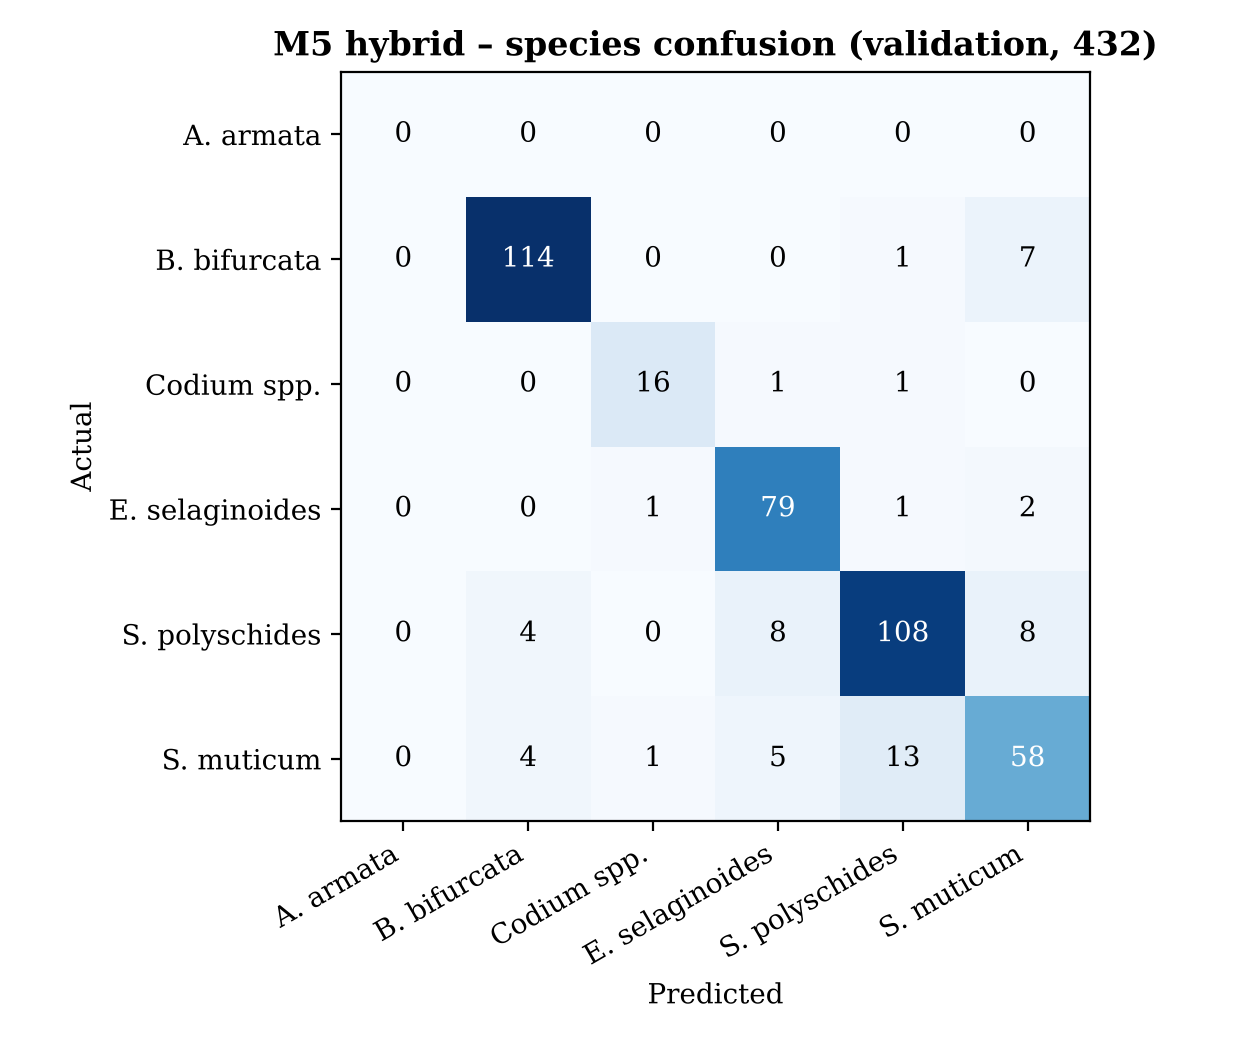 M5 hybrid – species confusion (validation, 432)
A. armata 0 0 0 0 0 0
B. bifurcata 0 114 0 0 1 7
Codium spp. 0 0 16 1 1 0
E. selaginoides 0 0 1 79 1 2
S. polyschides 0 4 0 8 108 8
S. muticum 0 4 1 5 13 58
Actual
A. armata B. bifurcata Codium spp. E. selaginoides S. polyschides S. muticum
Predicted